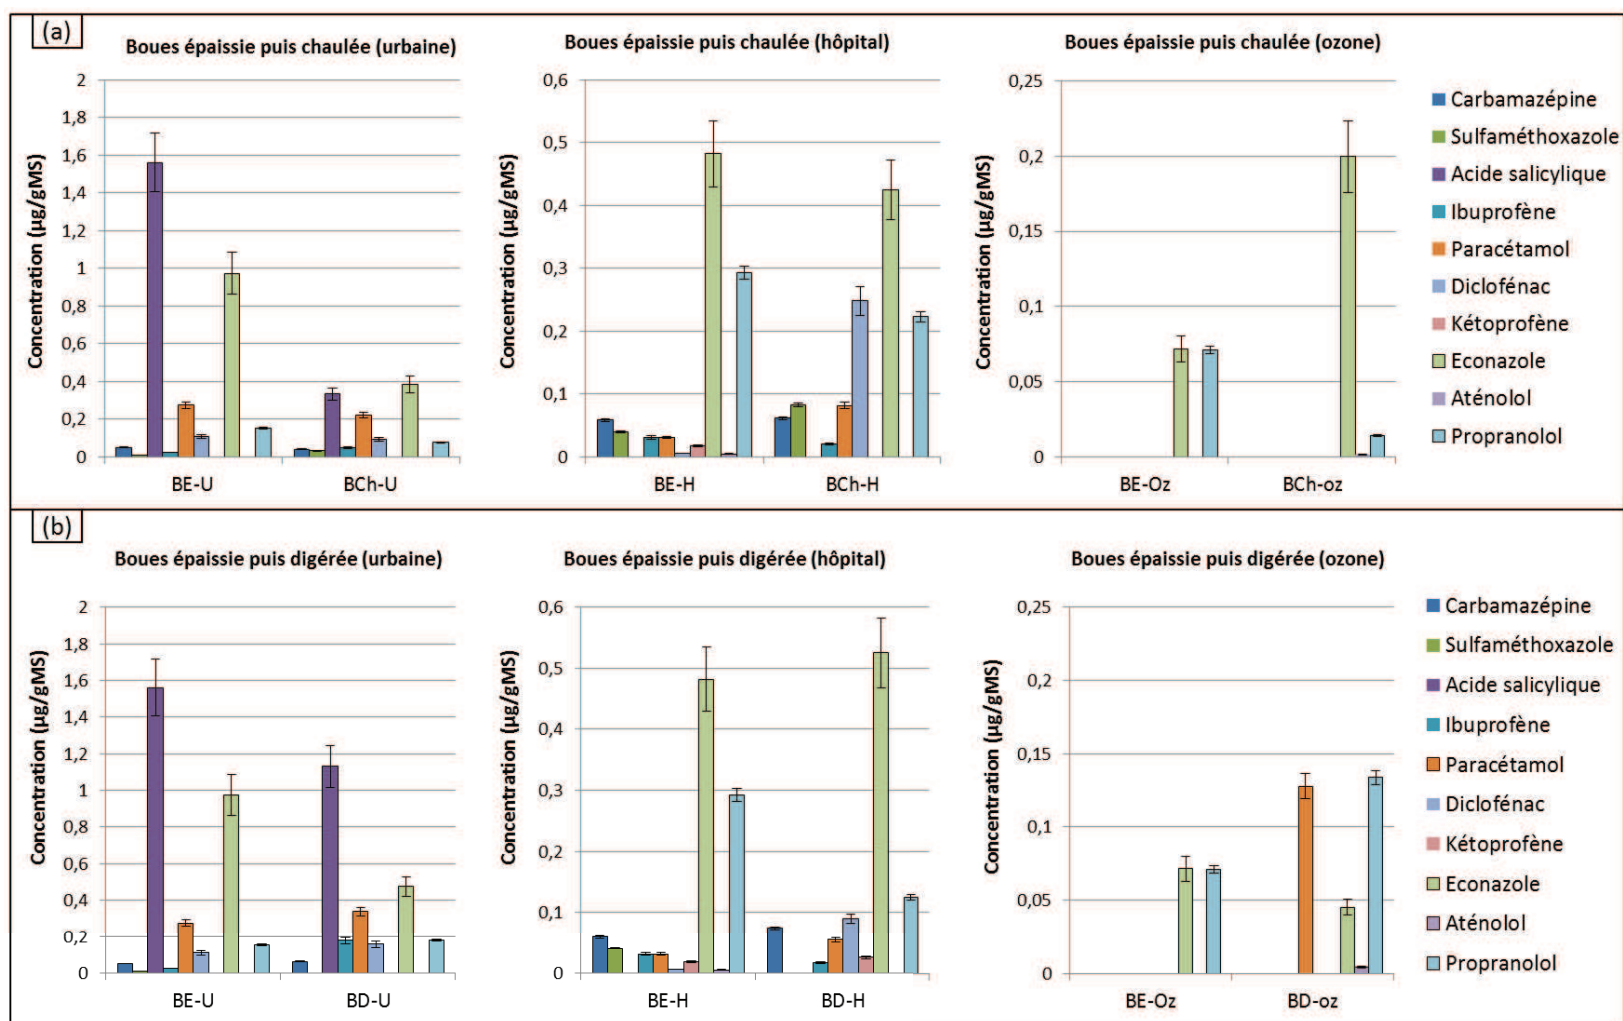 (a)
Boues épaissie puis chaulée (urbaine)
Concentration (µg/gMS)
2
1,8
1,6
1,4
1,2
1
0,8
0,6
0,4
0,2
0
BE-U
BCh-U
Boues épaissie puis chaulée (hôpital)
Concentration (µg/gMS)
0,6
0,5
0,4
0,3
0,2
0,1
0
BE-H
BCh-H
Boues épaissie puis chaulée (ozone)
Concentration (µg/gMS)
0,25
0,2
0,15
0,1
0,05
0
BE-Oz
BCh-oz
Carbamazépine
Sulfaméthoxazole
Acide salicylique
Ibuprofène
Paracétamol
Diclofénac
Kétoprofène
Econazole
Aténolol
Propranolol
(b)
Boues épaissie puis digérée (urbaine)
Concentration (µg/gMS)
2
1,8
1,6
1,4
1,2
1
0,8
0,6
0,4
0,2
0
BE-U
BD-U
Boues épaissie puis digérée (hôpital)
Concentration (µg/gMS)
0,6
0,5
0,4
0,3
0,2
0,1
0
BE-H
BD-H
Boues épaissie puis digérée (ozone)
Concentration (µg/gMS)
0,25
0,2
0,15
0,1
0,05
0
BE-Oz
BD-oz
Carbamazépine
Sulfaméthoxazole
Acide salicylique
Ibuprofène
Paracétamol
Diclofénac
Kétoprofène
Econazole
Aténolol
Propranolol